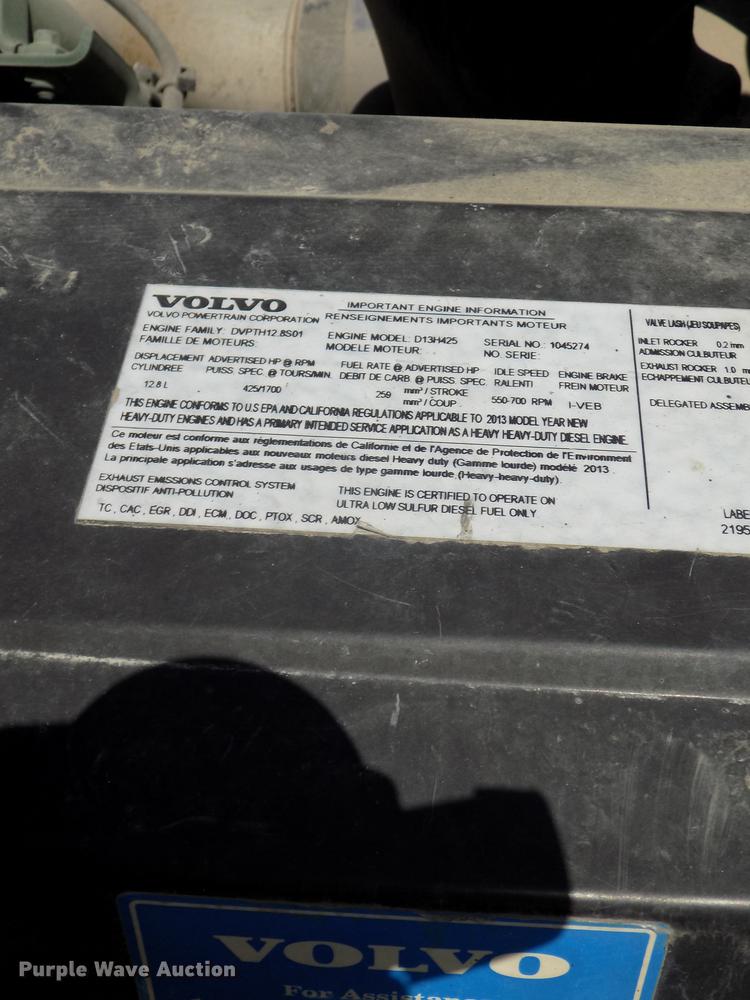 VOLVO
VOLVO POWERTRAIN CORPORATION
IMPORTANT ENGINE INFORMATION
RENSEIGNEMENTS IMPORTANTS MOTEUR
ENGINE FAMILY: DVPTH12.8S01
FAMILLE DE MOTEURS:
ENGINE MODEL: D13H425
MODELE MOTEUR:
SERIAL NO.: 1045274
NO. SERIE:
DISPLACEMENT
CYLINDREE
12.8 L
ADVERTISED HP @ RPM
PUISS. SPEC. @ TOURS/MIN.
425/1700
FUEL RATE @ ADVERTISED HP
DEBIT DE CARB. @ PUISS. SPEC.
259 mm³ / STROKE
mm³ / COUP.
IDLE SPEED
RALENTI
550-700 RPM
ENGINE BRAKE
FREIN MOTEUR
I-VEB
THIS ENGINE CONFORMS TO U.S EPA AND CALIFORNIA REGULATIONS APPLICABLE TO 2013 MODEL YEAR NEW
HEAVY-DUTY ENGINES AND HAS A PRIMARY INTENDED SERVICE APPLICATION AS A HEAVY HEAVY-DUTY DIESEL ENGINE.
Ce moteur est conforme aux réglementations de Californie et de l'Agence de Protection de l'Environment
des Etats-Unis applicables aux nouveaux moteurs diesel Heavy duty (Gamme lourde) modèlé 2013.
La principale application s'adresse aux usages de type gamme lourde.(Heavy-heavy-duty).
EXHAUST EMISSIONS CONTROL SYSTEM
DISPOSITIF ANTI-POLLUTION
TC, CAC, EGR, DDI, ECM, DOC, PTOX, SCR, AMOX
THIS ENGINE IS CERTIFIED TO OPERATE ON
ULTRA LOW SULFUR DIESEL FUEL ONLY
VALVE LASH (JEU SOUPAPES)
INLET ROCKER 0.2 mm
ADMISSION CULBUTEUR
EXHAUST ROCKER 1.0 m
ECHAPPEMENT CULBUTEU
DELEGATED ASSEMB
LABE
2195
VOLVO
For Assistan
Purple Wave Auction